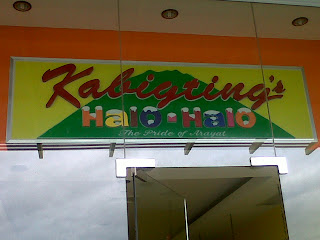 Kabigting's
Halo-Halo
The Pride of Arayat